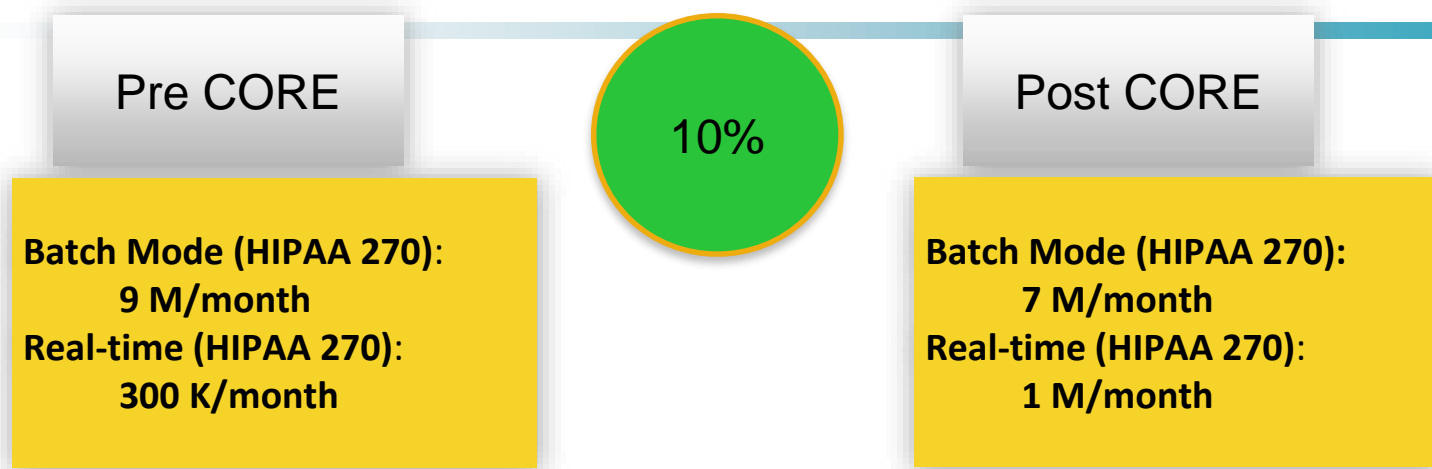 Pre CORE
Batch Mode (HIPAA 270):
9 M/month
Real-time (HIPAA 270):
300 K/month
10%
Post CORE
Batch Mode (HIPAA 270):
7 M/month
Real-time (HIPAA 270):
1 M/month